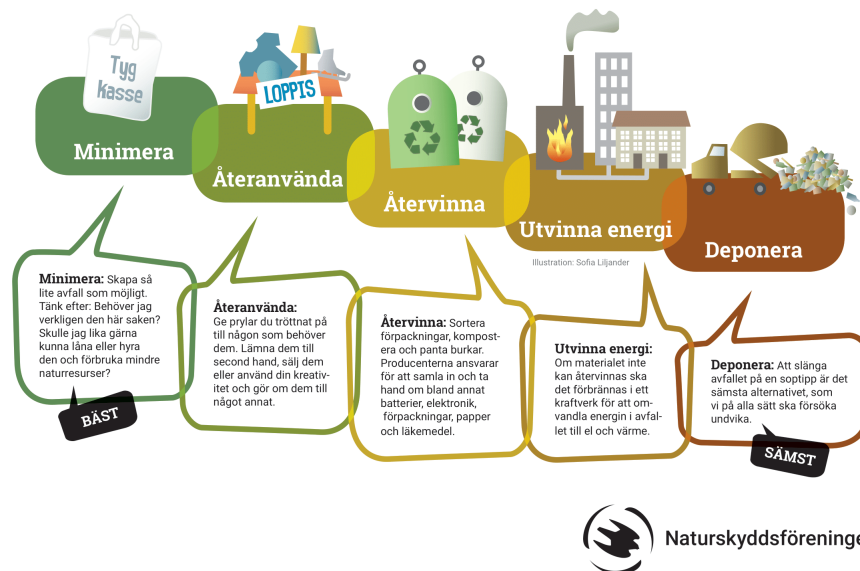 Tyg
Kasse
LOPPIS
Minimera
Återanvända
Återvinna
Utvinna energi
Deponera
Illustration: Sofia Liljander
Minimera: Skapa så
lite avfall som möjligt.
Tänk efter: Behöver jag
verkligen den här saken?
Skulle jag lika gärna
kunna låna eller hyra
den och förbruka mindre
naturresurser?
BÄST
Återanvända:
Ge prylar du tröttnat på
till någon som behöver
dem. Lämna dem till
second hand, sälj dem
eller använd din kreativ-
itet och gör om dem till
något annat.
Återvinna: Sortera
förpackningar, kompost-
era och panta burkar.
Producenterna ansvarar
för att samla in och ta
hand om bland annat
batterier, elektronik,
förpackningar, papper
och läkemedel.
Utvinna energi:
Om materialet inte
kan återvinnas ska
det förbrännas i ett
kraftverk för att om-
vandla energin i avfal-
let till el och värme.
Deponera: Att slänga
avfallet på en soptipp är det
sämsta alternativet, som
vi på alla sätt ska försöka
undvika.
SÄMST
Naturskyddsföreninge